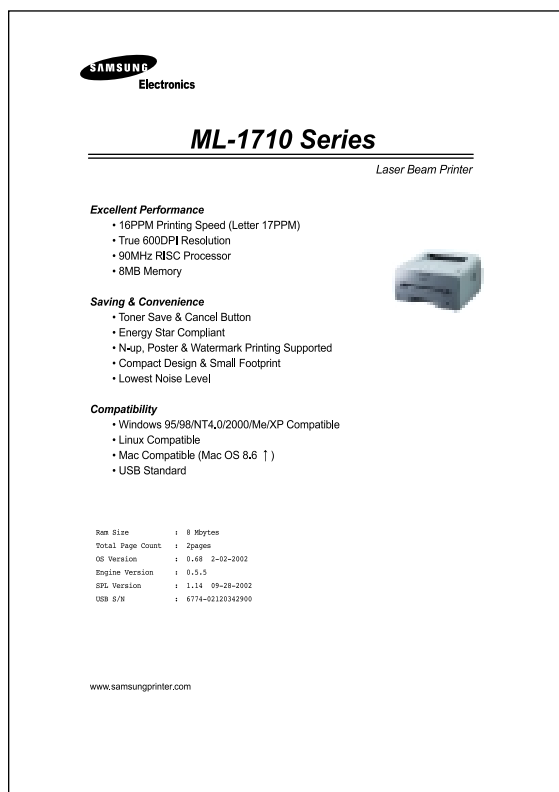 SAMSUNG
Electronics
ML-1710 Series
Laser Beam Printer
Excellent Performance
• 16PPM Printing Speed (Letter 17PPM)
• True 600DPI Resolution
• 90MHz RISC Processor
• 8MB Memory
Saving & Convenience
• Toner Save & Cancel Button
• Energy Star Compliant
• N-up, Poster & Watermark Printing Supported
• Compact Design & Small Footprint
• Lowest Noise Level
Compatibility
• Windows 95/98/NT4.0/2000/Me/XP Compatible
• Linux Compatible
• Mac Compatible (Mac OS 8.6 ↑ )
• USB Standard
Ram Size : 8 Mbytes
Total Page Count : 2pages
OS Version : 0.68 2-02-2002
Engine Version : 0.5.5
SPL Version : 1.14 09-28-2002
USB S/N : 6774-02120342900
www.samsungprinter.com